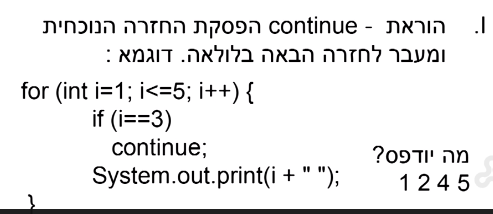 I. הוראת - continue הפסקת החזרה הנוכחית
ומעבר לחזרה הבאה בלולאה. דוגמא :
for (int i=1; i<=5; i++) {
if (i==3)
continue;
System.out.print(i + " ");
}
מה יודפס?
1 2 4 5